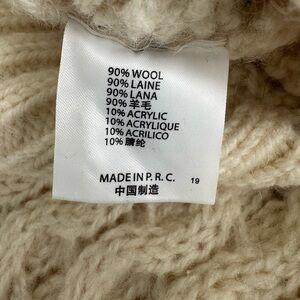 90% WOOL
90% LAINE
90% LANA
90% 羊毛
10% ACRYLIC
10% ACRYLIQUE
10% ACRILICO
10% 腈纶
MADE IN P. R. C. 19
中国制造